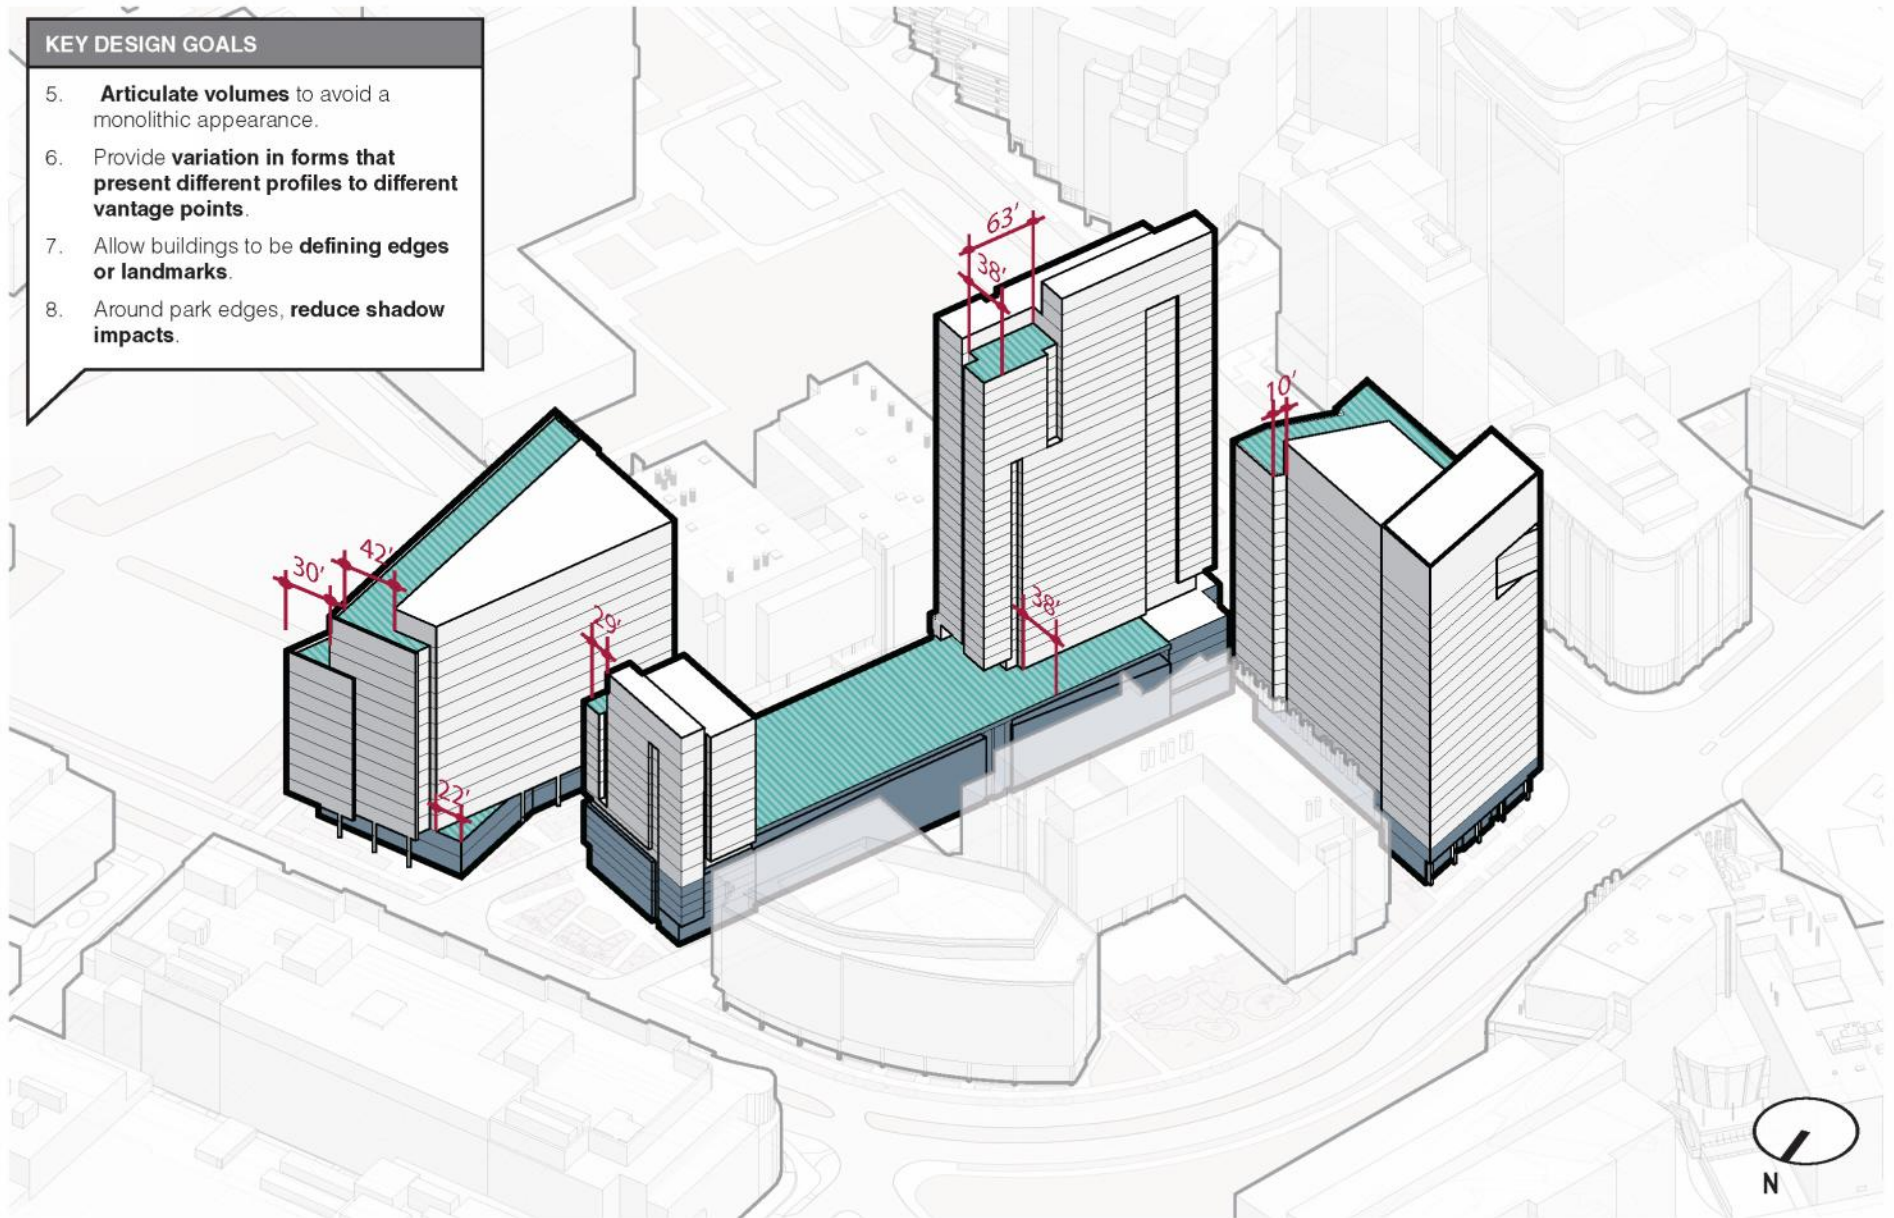 KEY DESIGN GOALS
5. Articulate volumes to avoid a
monolithic appearance.
6. Provide variation in forms that
present different profiles to different
vantage points.
7. Allow buildings to be defining edges
or landmarks.
8. Around park edges, reduce shadow
impacts.
63'
38'
10'
42'
30'
29'
38'
22'
N